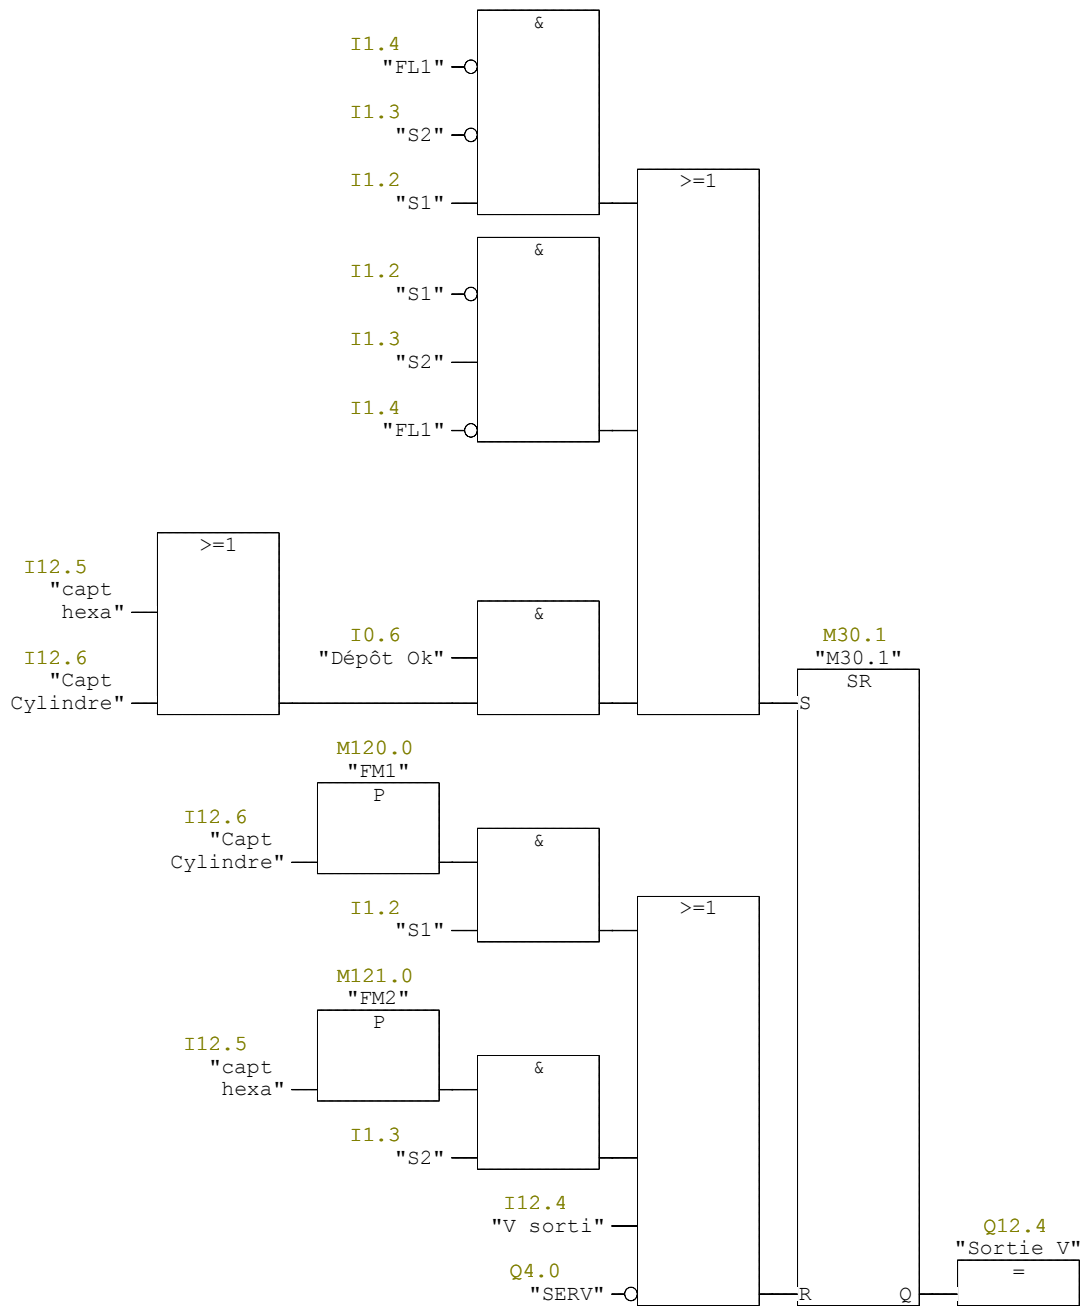 &
I1.4
"FL1"
I1.3
"S2"
I1.2
"S1"
>=1
&
I1.2
"S1"
I1.3
"S2"
I1.4
"FL1"
>=1
I12.5
"capt
hexa"
I12.6
"Capt
Cylindre"
&
I0.6
"Dépôt Ok"
M30.1
"M30.1"
SR
S
M120.0
"FM1"
P
I12.6
"Capt
Cylindre"
&
I1.2
"S1"
>=1
M121.0
"FM2"
P
I12.5
"capt
hexa"
&
I1.3
"S2"
I12.4
"V sorti"
Q4.0
"SERV"
R
Q
Q12.4
"Sortie V"
=